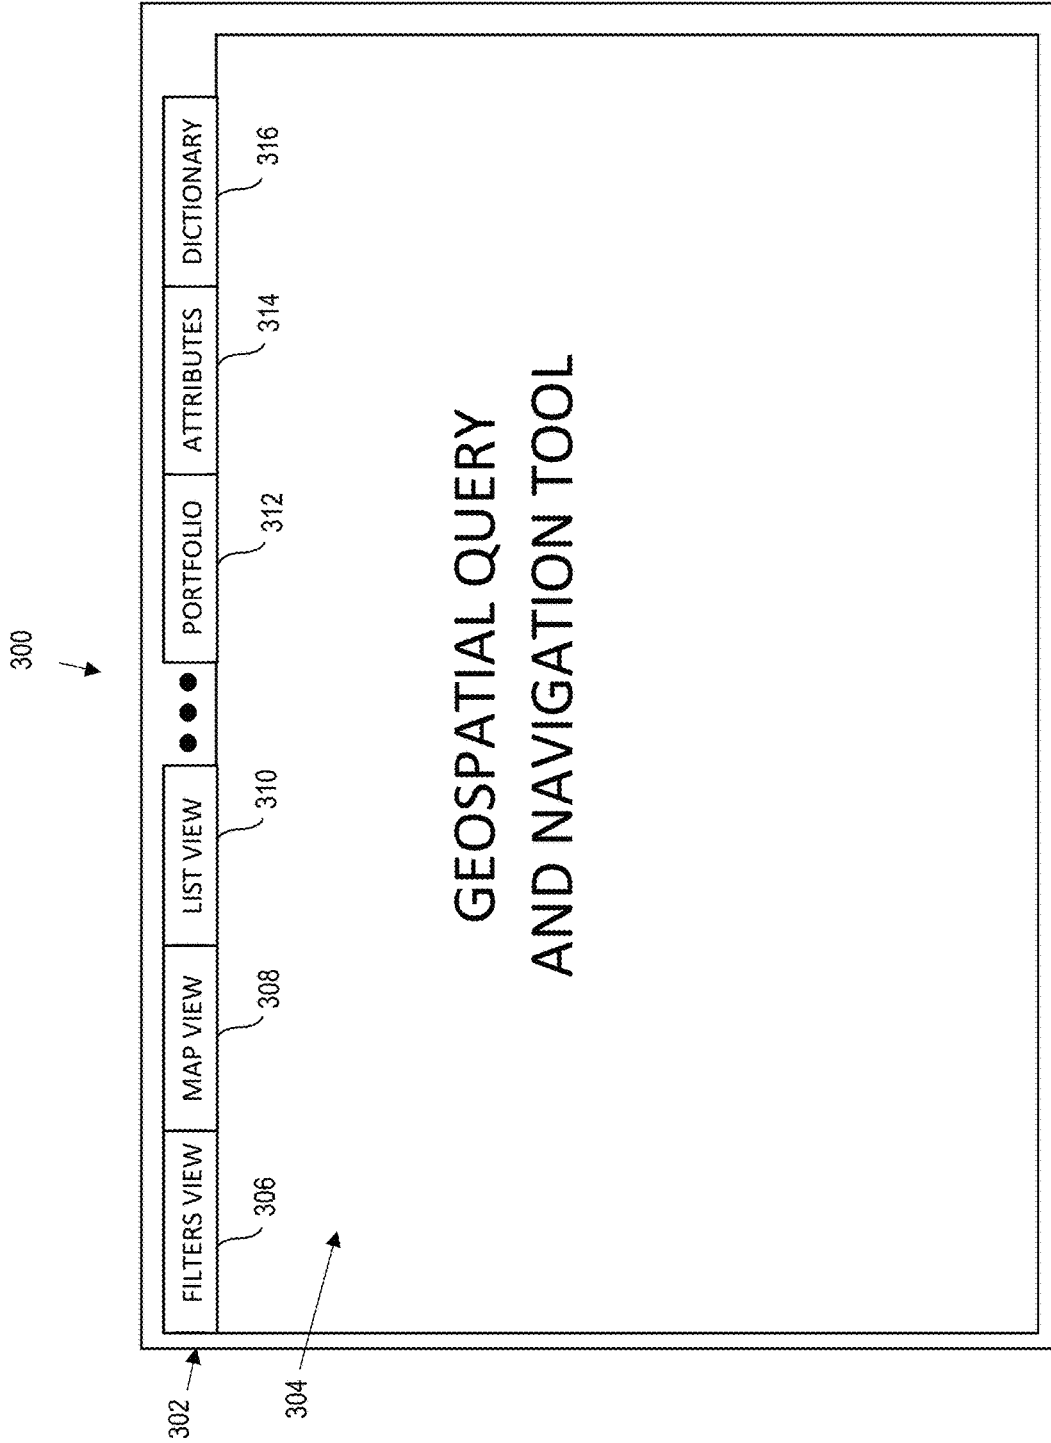 300
302
FILTERS VIEW
MAP VIEW
LIST VIEW
PORTFOLIO
ATTRIBUTES
DICTIONARY
306
308
310
312
314
316
304
GEOSPATIAL QUERY
AND NAVIGATION TOOL